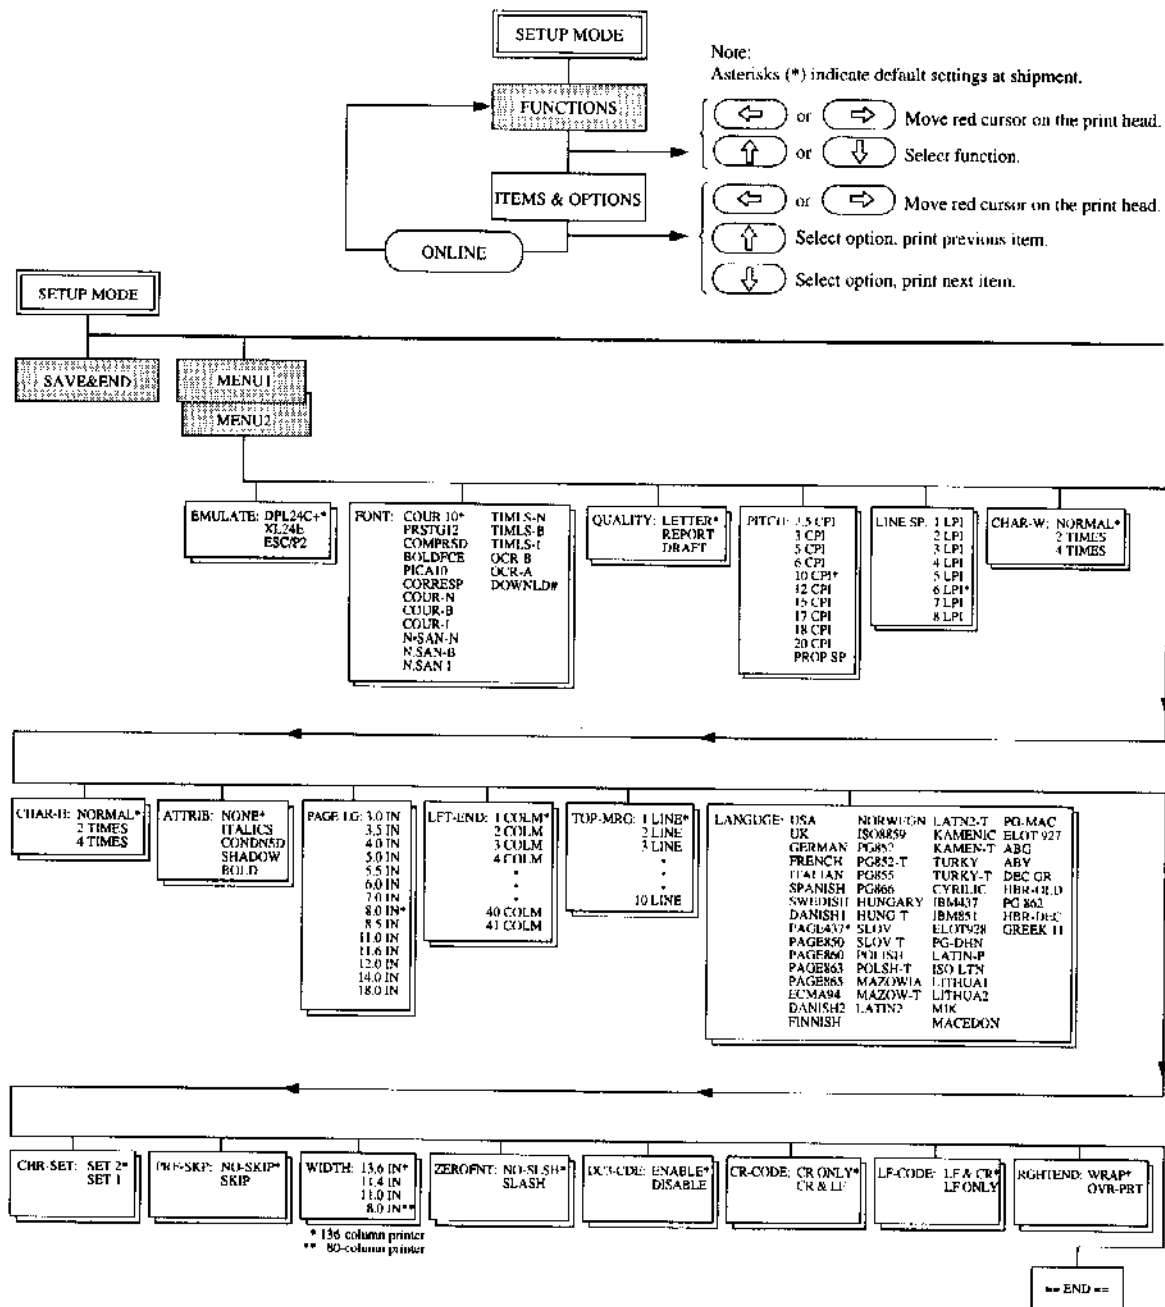 SETUP MODE
Note:
Asterisks (*) indicate default settings at shipment.
FUNCTIONS
or
Move red cursor on the print head.
or
Select function.
ITEMS & OPTIONS
or
Move red cursor on the print head.
Select option, print previous item.
ONLINE
Select option, print next item.
SETUP MODE
SAVE&END
MENU1
MENU2
EMULATE: DPL24C+*
XL24E
ESC/P2
FONT: COUR 10*
PRSTG12
COMPRSD
BOLDFCE
PICA10
CORRESP
COUR-N
COUR-B
COUR-I
N.SAN-N
N.SAN-B
N.SAN I
TIMLS-N
TIMLS-B
TIMLS-I
OCR B
OCR-A
DOWNLD#
QUALITY: LETTER*
REPORT
DRAFT
PITCH: 2.5 CPI
3 CPI
5 CPI
6 CPI
10 CPI*
12 CPI
15 CPI
17 CPI
18 CPI
20 CPI
PROP SP
LINE SP. 1 LPI
2 LPI
3 LPI
4 LPI
5 LPI
6 LPI*
7 LPI
8 LPI
CHAR-W: NORMAL*
2 TIMES
4 TIMES
CHAR-H: NORMAL*
2 TIMES
4 TIMES
ATTRIB: NONE*
ITALICS
CONDNSD
SHADOW
BOLD
PAGE LG: 3.0 IN
3.5 IN
4.0 IN
5.0 IN
5.5 IN
6.0 IN
7.0 IN
8.0 IN*
8.5 IN
11.0 IN
11.6 IN
12.0 IN
14.0 IN
18.0 IN
LFT-END: 1 COLM*
2 COLM
3 COLM
4 COLM
40 COLM
41 COLM
TOP-MRG: 1 LINE*
2 LINE
3 LINE
10 LINE
LANGUGE: USA
UK
GERMAN
FRENCH
ITALIAN
SPANISH
SWEDISH
DANISH1
PAGE437*
PAGE850
PAGE860
PAGE863
PAGE865
ECMA94
DANISH2
FINNISH
NORWEGN
ISO8859
PG852
PG852-T
PG855
PG866
HUNGARY
HUNG T
SLOV
SLOV T
POLISH
POLSH-T
MAZOWIA
MAZOW-T
LATIN2
LATN2-T
KAMENIC
KAMEN-T
TURKY
TURKY-T
CYRILIC
IBM437
IBM851
ELOT928
PG-DHN
LATIN-P
ISO LTN
LITHUA1
LITHUA2
MIK
MACEDON
PG-MAC
ELOT 927
ABG
ABY
DEC GR
HBR-OLD
PG 862
HBR-DEC
GREEK 11
CHR-SET: SET 2*
SET 1
PRF-SKP: NO-SKIP*
SKIP
WIDTH: 13.6 IN*
11.4 IN
11.0 IN
8.0 IN**
* 136 column printer
** 80-column printer
ZEROFNT: NO-SLSH*
SLASH
DC3-CDE: ENABLE*
DISABLE
CR-CODE: CR ONLY*
CR & LF
LF-CODE: LF & CR*
LF ONLY
RGHTEND: WRAP*
OVR-PRT
== END ==